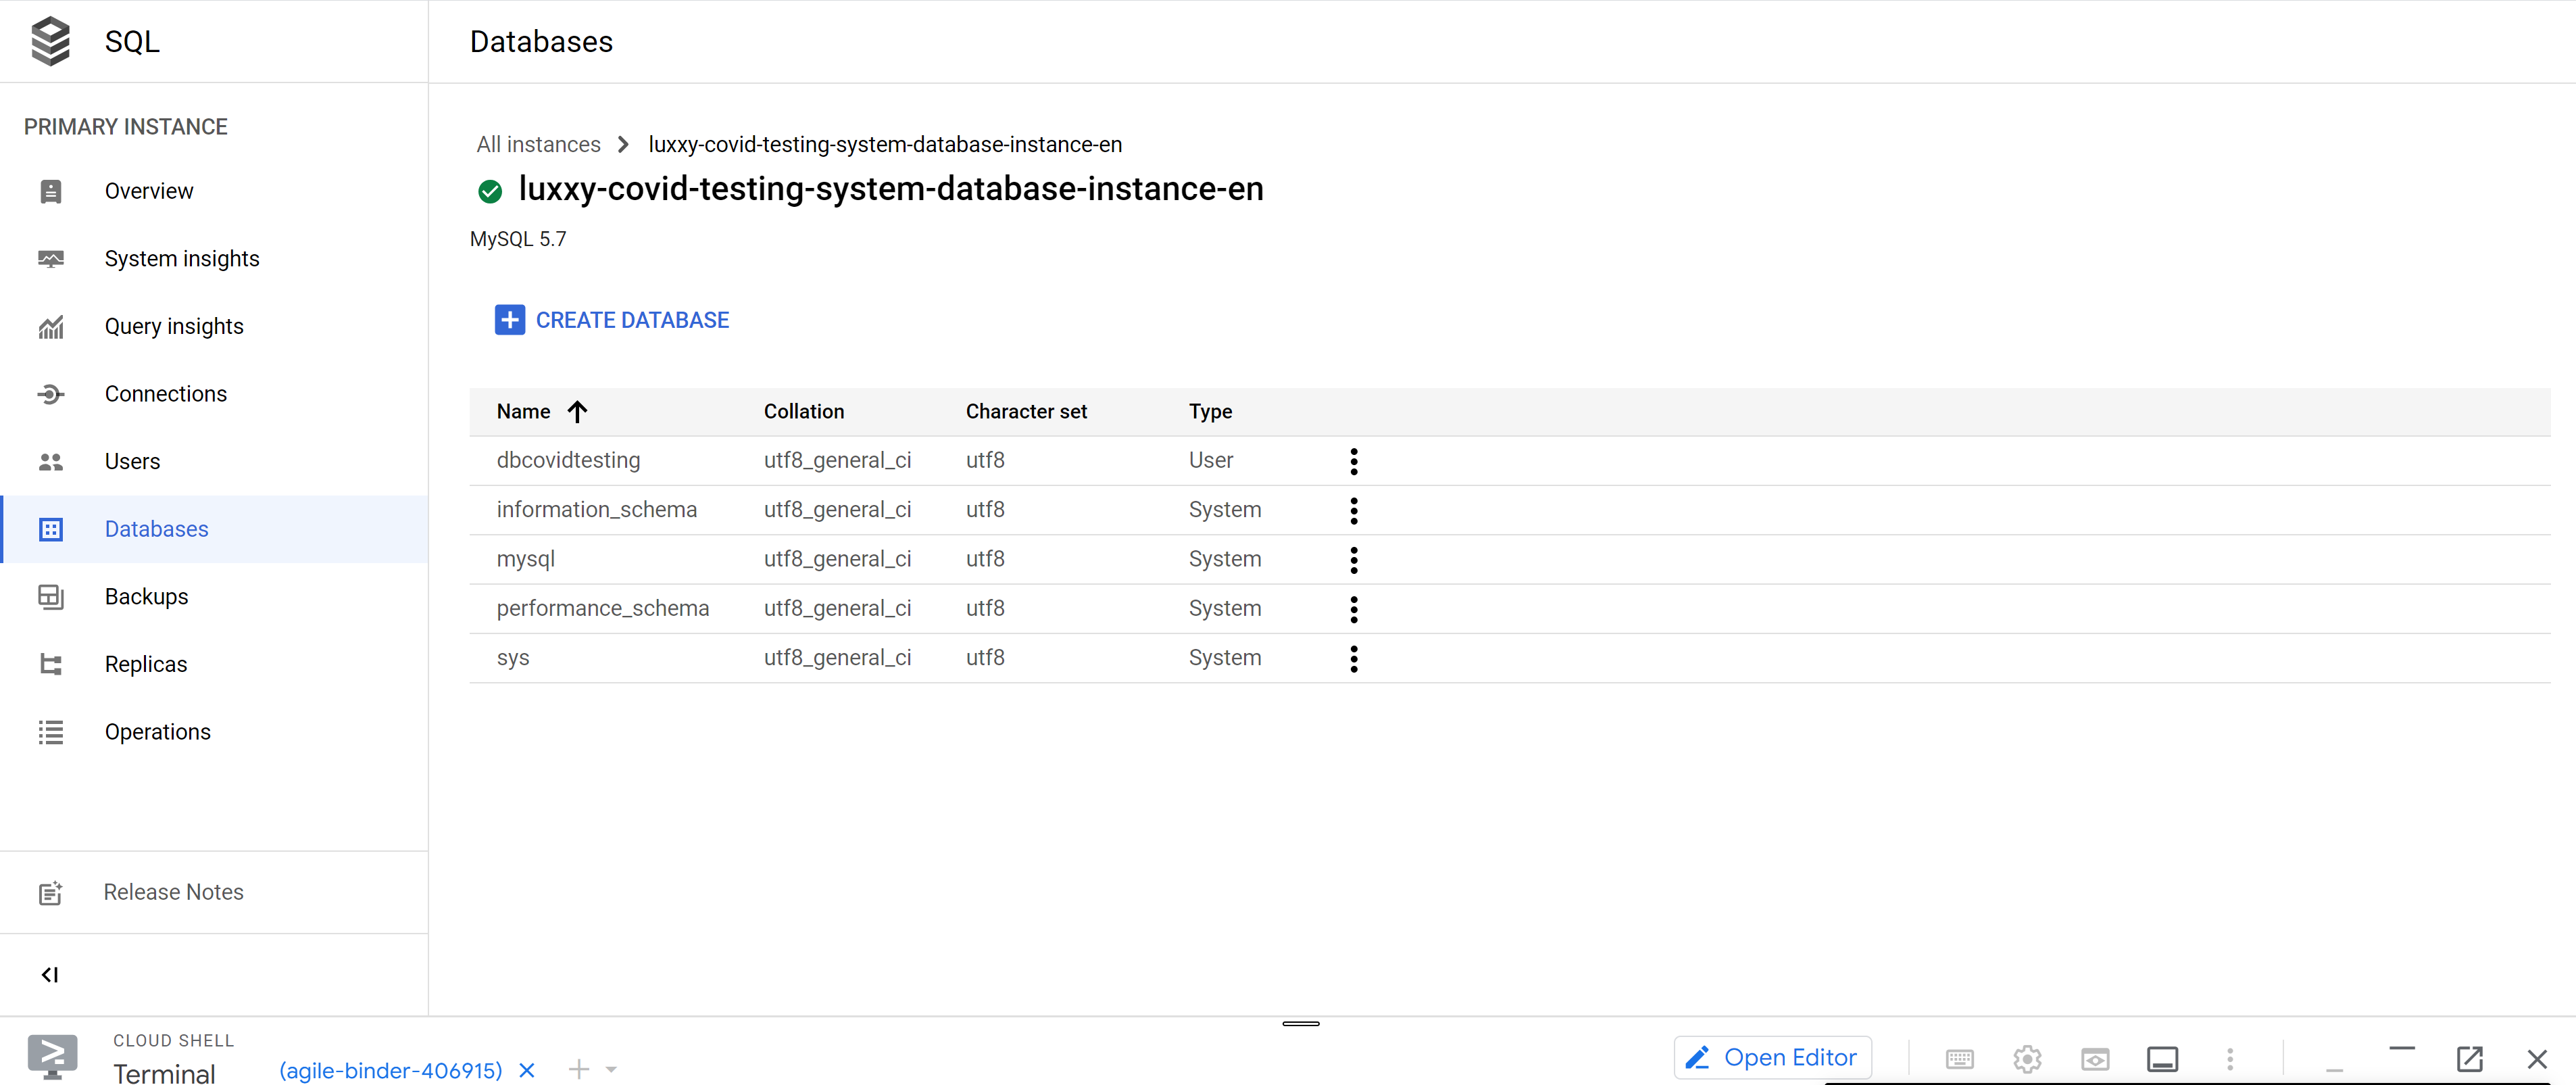 SQL
Databases
PRIMARY INSTANCE
Overview
System insights
Query insights
Connections
Users
Databases
Backups
Replicas
Operations
Release Notes
All instances luxxy-covid-testing-system-database-instance-en
luxxy-covid-testing-system-database-instance-en
MySQL 5.7
CREATE DATABASE
Name Collation Character set Type
dbcovidtesting utf8_general_ci utf8 User
information_schema utf8_general_ci utf8 System
mysql utf8_general_ci utf8 System
performance_schema utf8_general_ci utf8 System
sys utf8_general_ci utf8 System
CLOUD SHELL
Terminal
(agile-binder-406915)
Open Editor